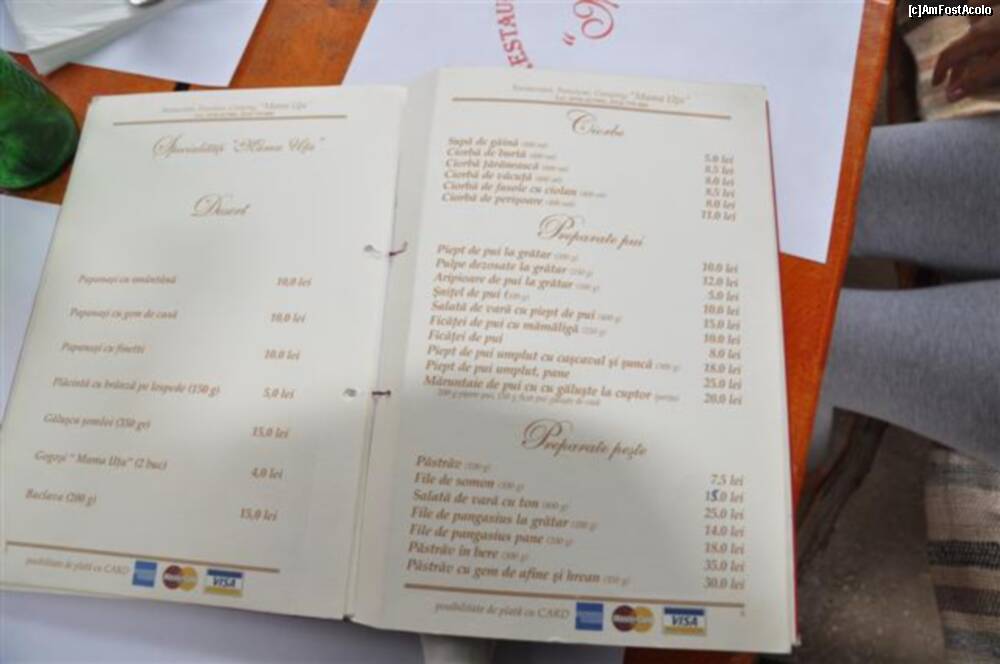 [c]AmFostAcolo
RESTAU
"Mama Uța"
Specialități "Mama Uța"
Desert
Papanași cu smântână 10,0 lei
Papanași cu gem de casă 10,0 lei
Papanași cu finetti 10,0 lei
Plăcintă cu brânză pe lespede (150 g) 5,0 lei
Gălușca șomlei (350 gr) 15,0 lei
Gogoși "Mama Uța" (2 buc) 4,0 lei
Baclava (200 g) 15,0 lei
posibilitate de plată cu CARD
VISA
"Mama Uța"
Ciorbe
Supă de găină 5.0 lei
Ciorbă de burtă 8.5 lei
Ciorbă țărănească 8.0 lei
Ciorbă de văcuță 8.5 lei
Ciorbă de fasole cu ciolan 8.0 lei
Ciorbă de perișoare 11.0 lei
Preparate pui
Piept de pui la grătar 10.0 lei
Pulpe dezosate la grătar 12.0 lei
Aripioare de pui la grătar 5.0 lei
Șnițel de pui 10.0 lei
Salată de vară cu piept de pui 15.0 lei
Ficăței de pui cu mămăligă 10.0 lei
Ficăței de pui 8.0 lei
Piept de pui umplut cu cașcaval și șuncă 18.0 lei
Piept de pui umplut, pane 25.0 lei
Măruntaie de pui cu cu găluște la cuptor 20.0 lei
Preparate pește
Păstrăv 7.5 lei
File de somon 15.0 lei
Salată de vară cu ton 25.0 lei
File de pangasius la grătar 14.0 lei
File de pangasius pane 18.0 lei
Păstrăv în bere 35.0 lei
Păstrăv cu gem de afine și hrean 30.0 lei
posibilitate de plată cu CARD
VISA